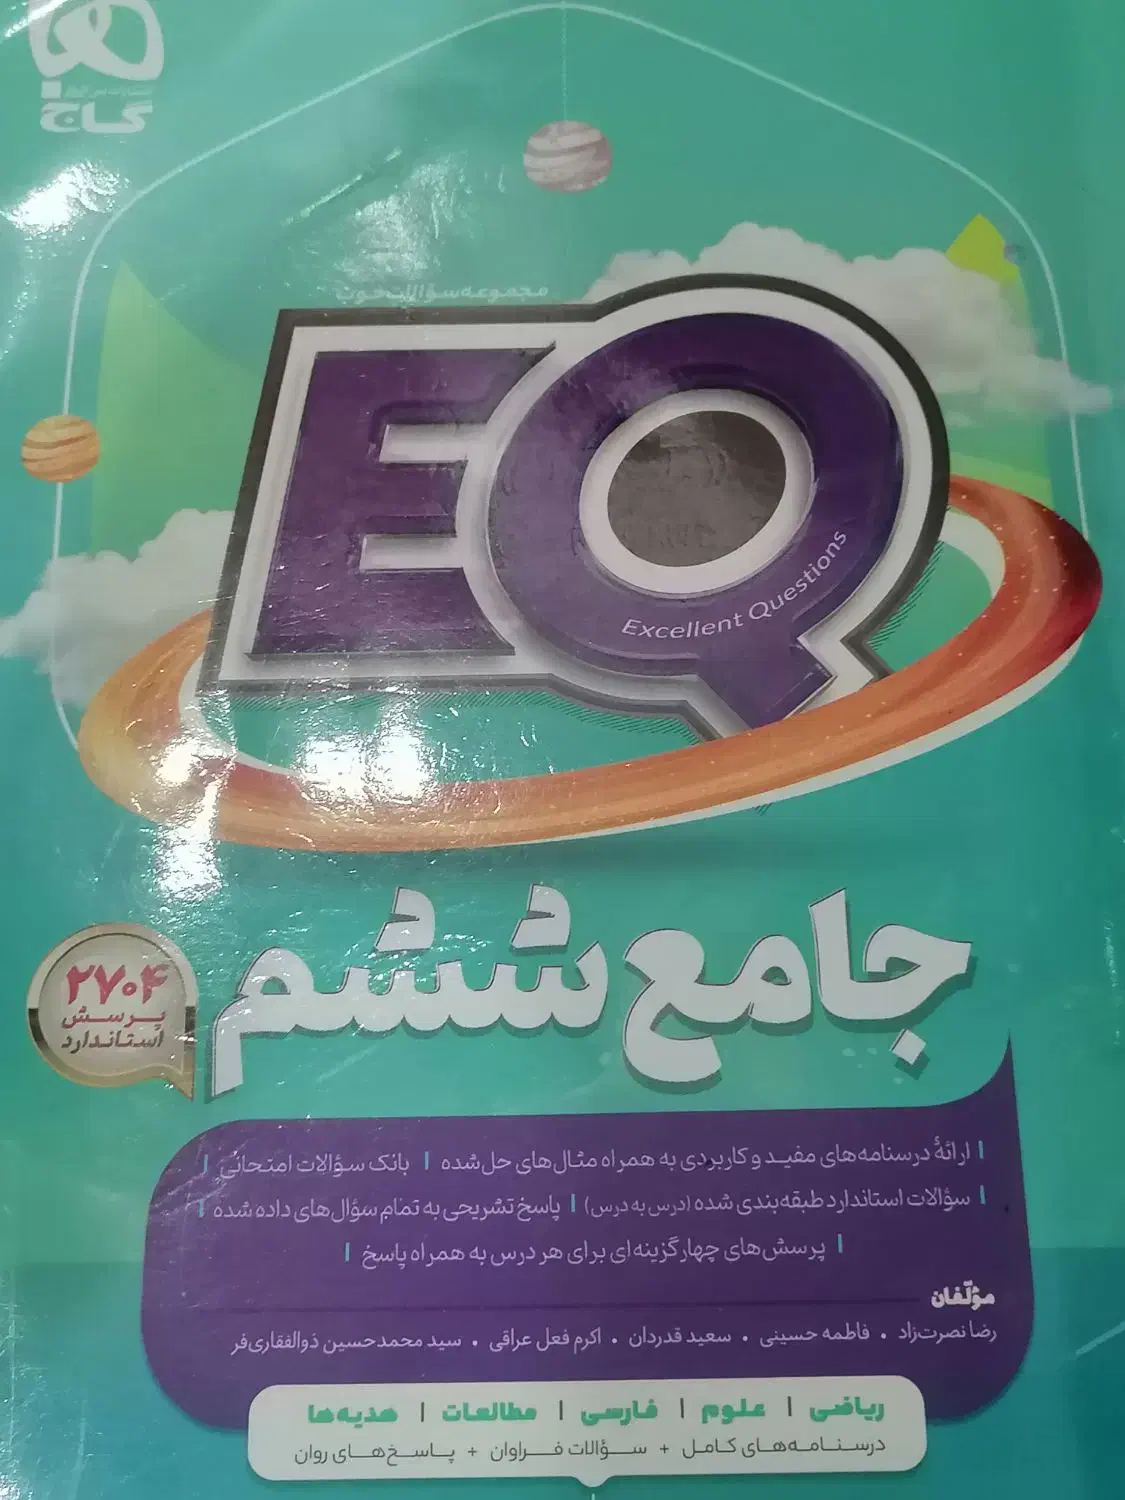 گاج
مجموعه سؤالات خوب
EQ
Excellent Questions
جامع ششم
۲۷۰۴
پرسش
استاندارد
ارائهٔ درسنامه‌های مفید و کاربردی به همراه مثال‌های حل‌شده | بانک سؤالات امتحانی |
سؤالات استاندارد طبقه‌بندی شده (درس به درس) | پاسخ تشریحی به تمام سؤال‌های داده شده |
پرسش‌های چهارگزینه‌ای برای هر درس به همراه پاسخ |
مؤلّفان
رضا نصرت‌زاد • فاطمه حسینی • سعید قدردان • اکرم فعل عراقی • سید محمدحسین ذوالفقاری‌فر
ریاضی | علوم | فارسی | مطالعات | هدیه‌ها
درسنامه‌های کامل + سؤالات فراوان + پاسخ‌های روان